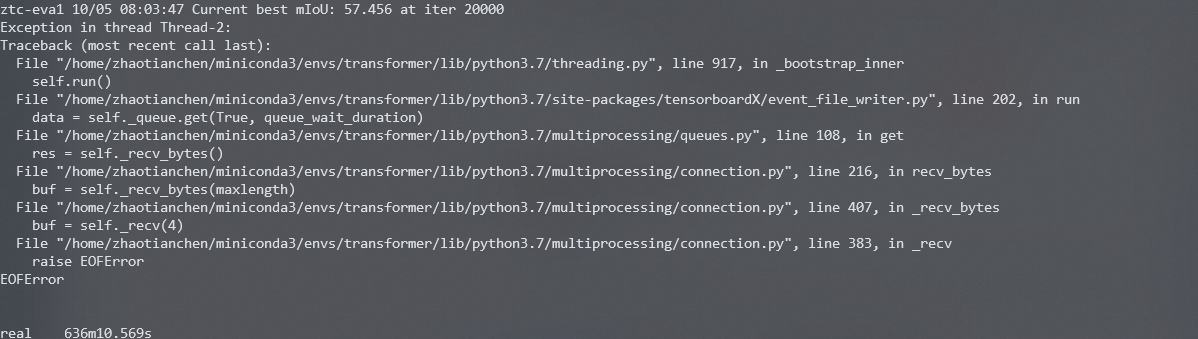 ztc-eva1 10/05 08:03:47 Current best mIoU: 57.456 at iter 20000
Exception in thread Thread-2:
Traceback (most recent call last):
  File "/home/zhaotianchen/miniconda3/envs/transformer/lib/python3.7/threading.py", line 917, in _bootstrap_inner
    self.run()
  File "/home/zhaotianchen/miniconda3/envs/transformer/lib/python3.7/site-packages/tensorboardX/event_file_writer.py", line 202, in run
    data = self._queue.get(True, queue_wait_duration)
  File "/home/zhaotianchen/miniconda3/envs/transformer/lib/python3.7/multiprocessing/queues.py", line 108, in get
    res = self._recv_bytes()
  File "/home/zhaotianchen/miniconda3/envs/transformer/lib/python3.7/multiprocessing/connection.py", line 216, in recv_bytes
    buf = self._recv_bytes(maxlength)
  File "/home/zhaotianchen/miniconda3/envs/transformer/lib/python3.7/multiprocessing/connection.py", line 407, in _recv_bytes
    buf = self._recv(4)
  File "/home/zhaotianchen/miniconda3/envs/transformer/lib/python3.7/multiprocessing/connection.py", line 383, in _recv
    raise EOFError
EOFError
real    636m10.569s